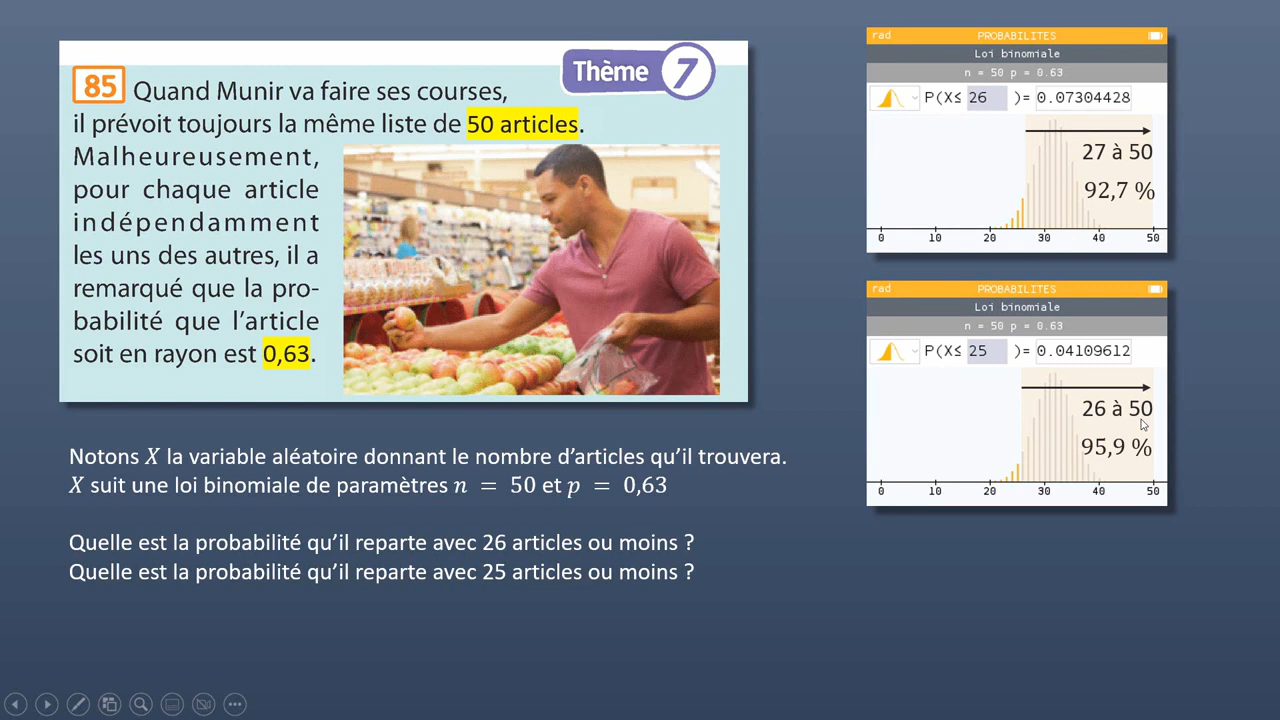 Thème 7
85 Quand Munir va faire ses courses,
il prévoit toujours la même liste de 50 articles.
Malheureusement,
pour chaque article
indépendamment
les uns des autres, il a
remarqué que la pro-
babilité que l'article
soit en rayon est 0,63.
Notons X la variable aléatoire donnant le nombre d'articles qu'il trouvera.
X suit une loi binomiale de paramètres n = 50 et p = 0,63
Quelle est la probabilité qu'il reparte avec 26 articles ou moins ?
Quelle est la probabilité qu'il reparte avec 25 articles ou moins ?
rad PROBABILITES
Loi binomiale
n = 50 p = 0.63
P(X≤ 26 )= 0.07304428
27 à 50
92,7 %
0 10 20 30 40 50
rad PROBABILITES
Loi binomiale
n = 50 p = 0.63
P(X≤ 25 )= 0.04109612
26 à 50
95,9 %
0 10 20 30 40 50